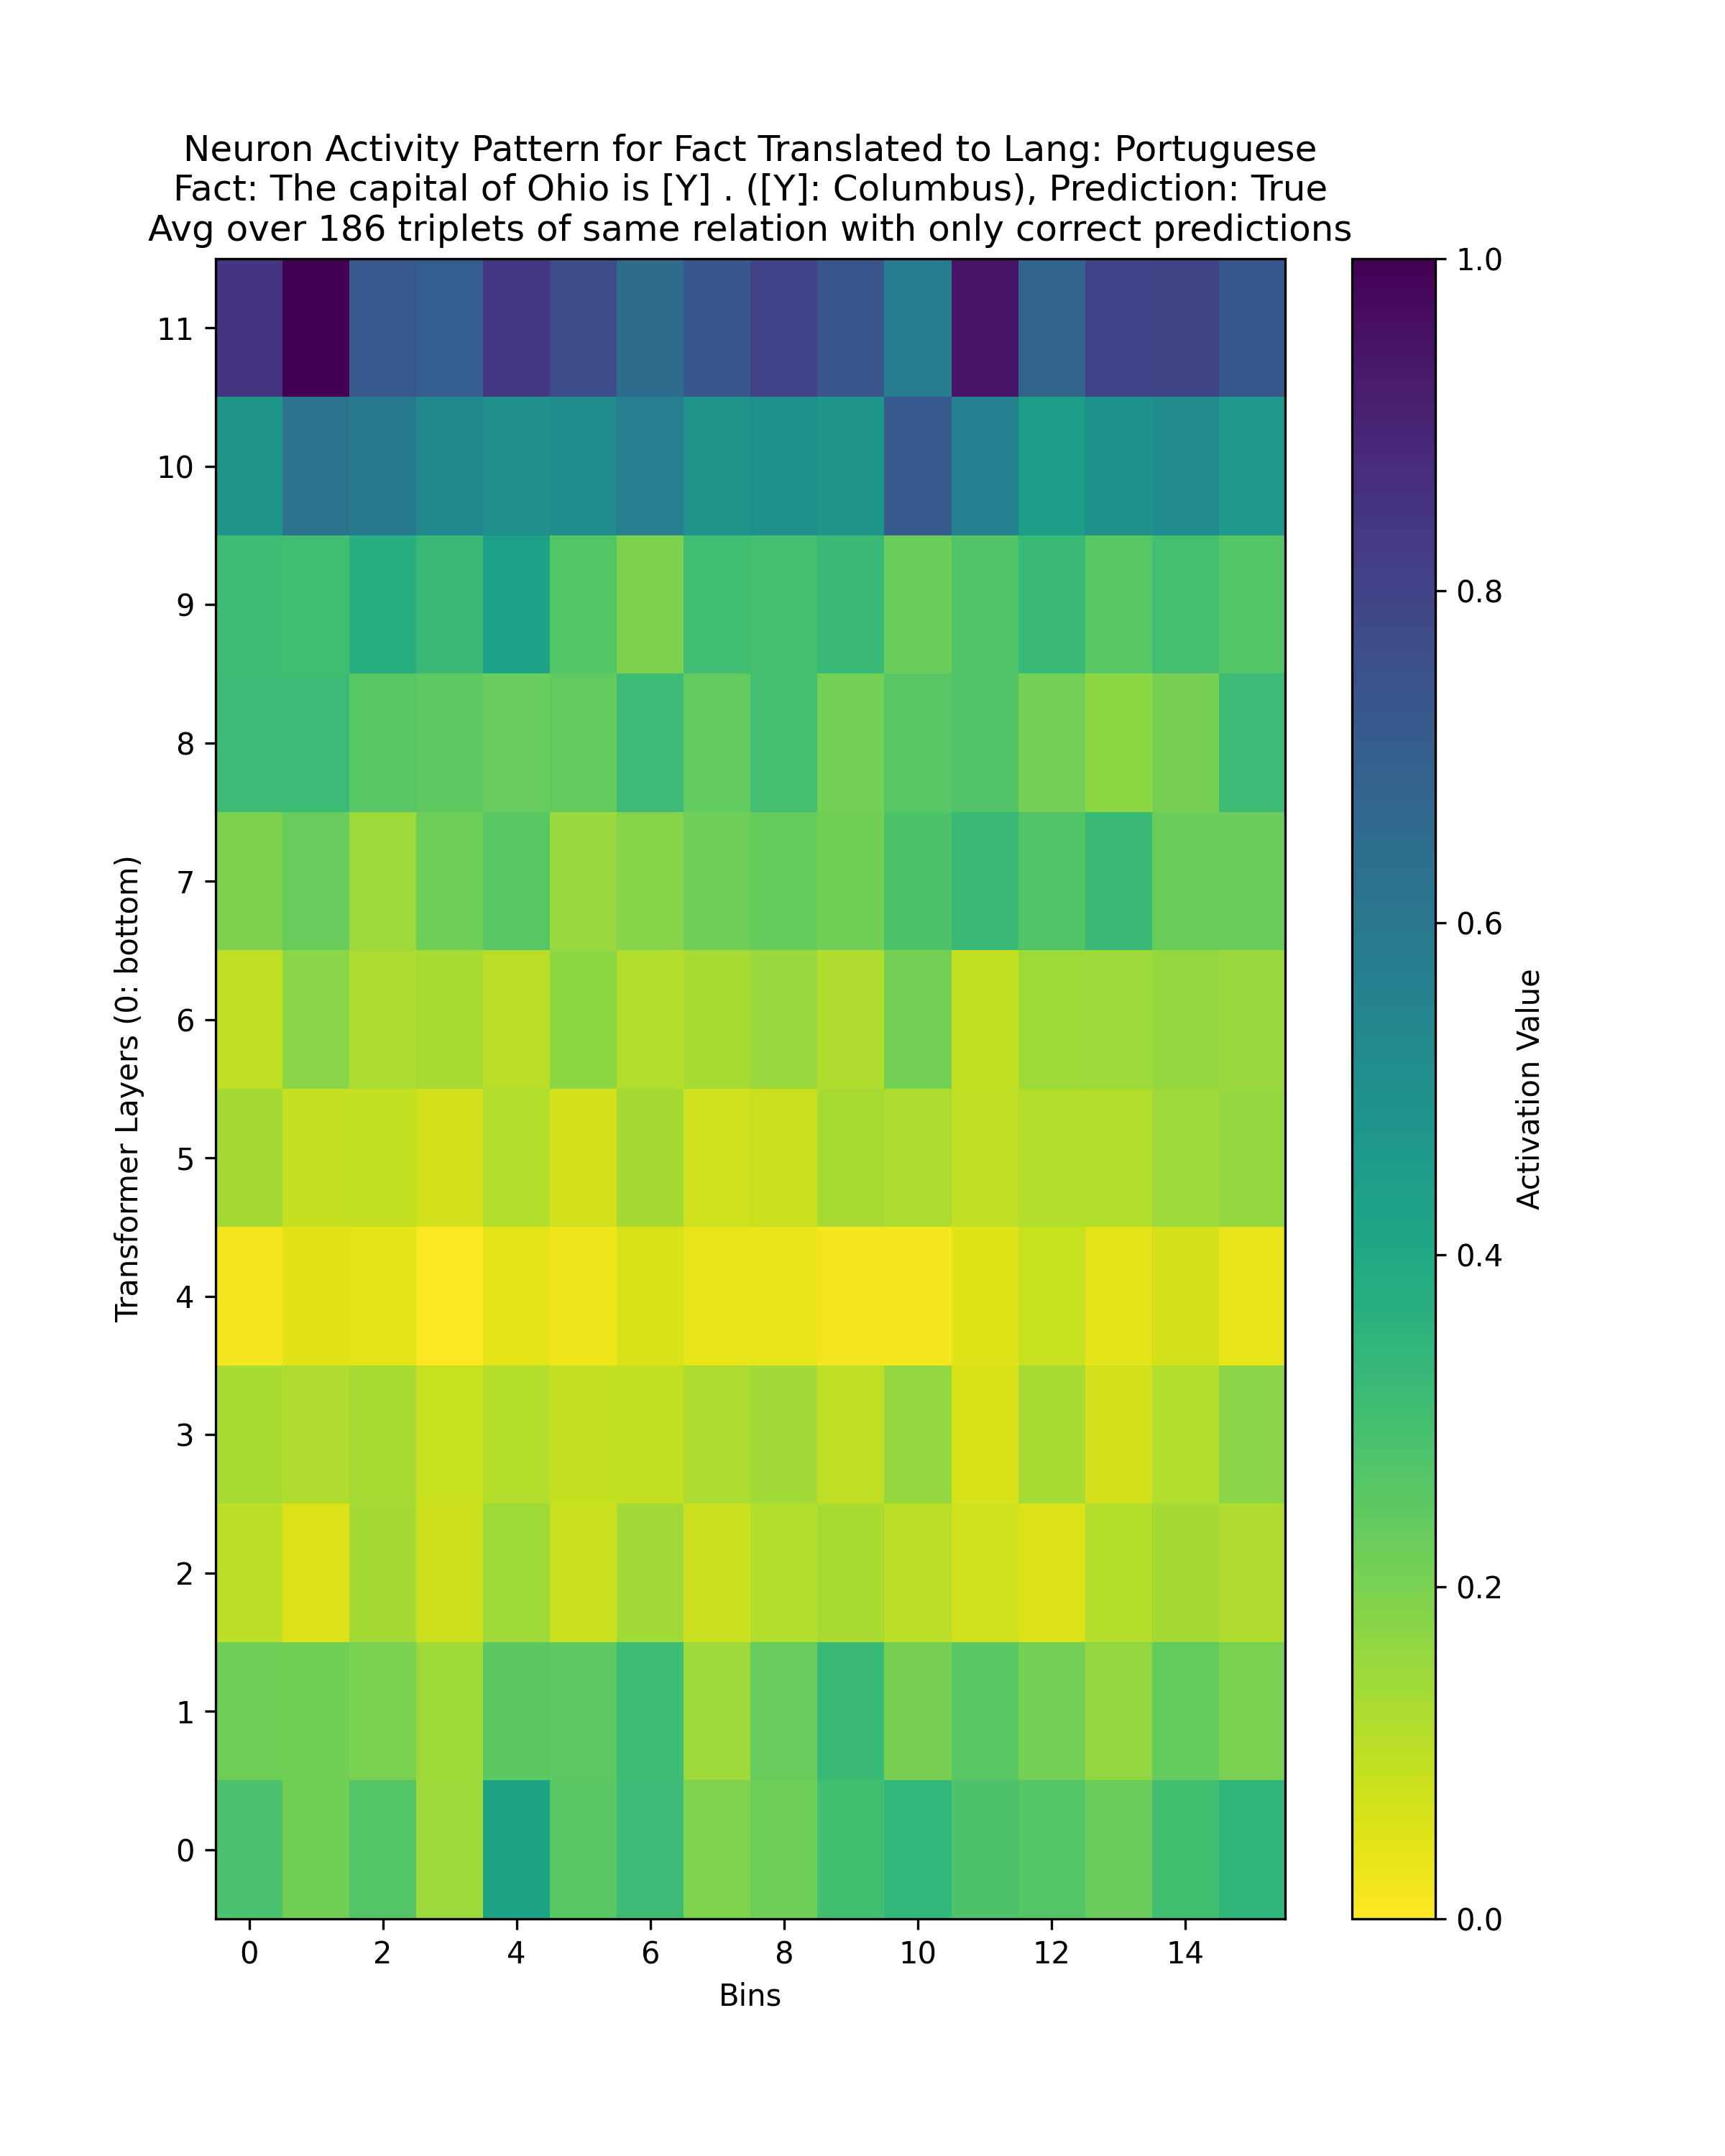 Neuron Activity Pattern for Fact Translated to Lang: Portuguese
Fact: The capital of Ohio is [Y] . ([Y]: Columbus), Prediction: True
Avg over 186 triplets of same relation with only correct predictions
Transformer Layers (0: bottom)
11
10
9
8
7
6
5
4
3
2
1
0
0 2 4 6 8 10 12 14
Bins
1.0
0.8
0.6
0.4
0.2
0.0
Activation Value